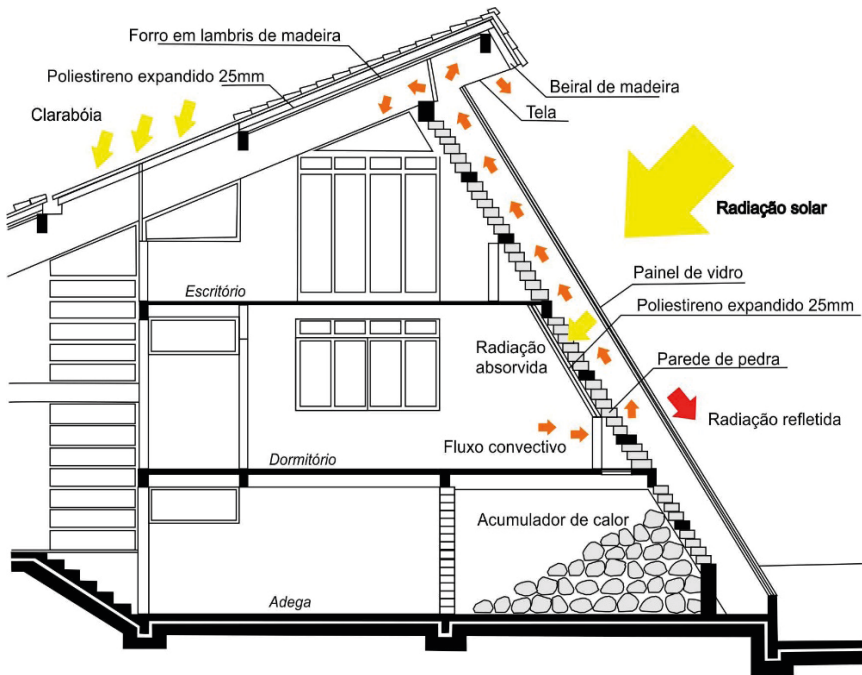 Forro em lambris de madeira
Poliestireno expandido 25mm
Clarabóia
Beiral de madeira
Tela
Radiação solar
Painel de vidro
Escritório
Poliestireno expandido 25mm
Radiação
absorvida
Parede de pedra
Radiação refletida
Fluxo convectivo
Dormitório
Acumulador de calor
Adega